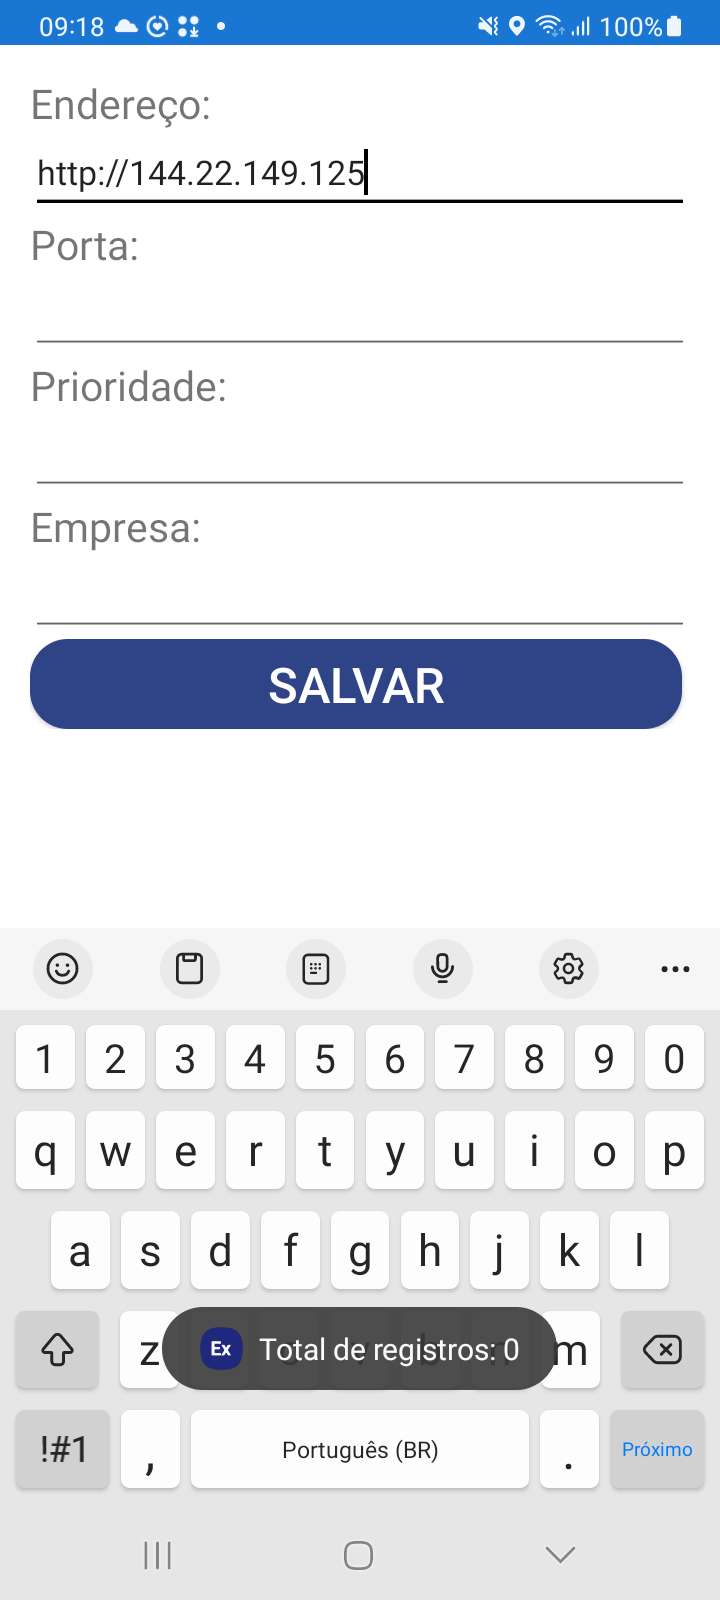 09:18 100%
Endereço:
http://144.22.149.125
Porta:
Prioridade:
Empresa:
SALVAR
1 2 3 4 5 6 7 8 9 0
q w e r t y u i o p
a s d f g h j k l
z m
Ex Total de registros: 0
!#1 , Português (BR) . Próximo